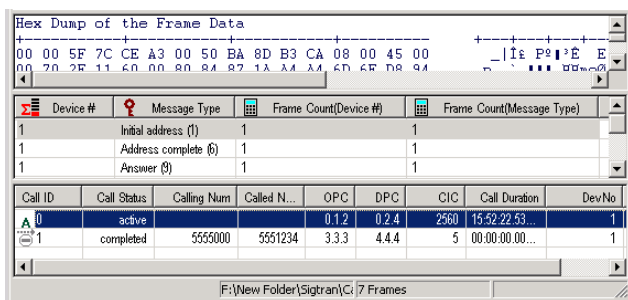 Hex Dump of the Frame Data
00 00 5F 7C CE A3 00 50 BA 8D B3 CA 08 00 45 00
Device # Message Type Frame Count(Device #) Frame Count(Message Type)
1 Initial address (1) 1 1
1 Address complete (6) 1 1
1 Answer (9) 1 1
Call ID Call Status Calling Num Called N... OPC DPC CIC Call Duration DevNo
A 0 active 0.1.2 0.2.4 2560 15:52:22.53... 1
1 completed 5555000 5551234 3.3.3 4.4.4 5 00:00:00.00... 1
F:\New Folder\Sigtran\Ca 7 Frames